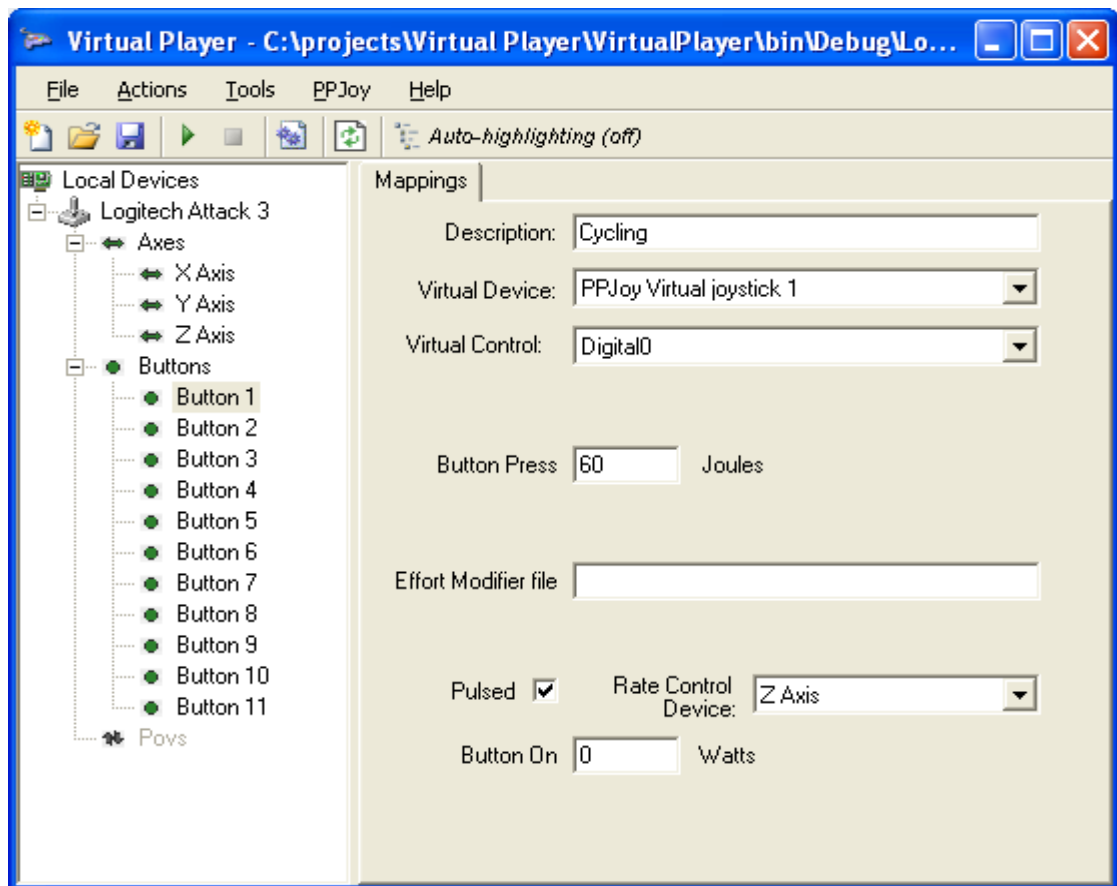 Virtual Player - C:\projects\Virtual Player\VirtualPlayer\bin\Debug\Lo...
File Actions Tools PPJoy Help
Auto-highlighting (off)
Local Devices
Logitech Attack 3
Axes
X Axis
Y Axis
Z Axis
Buttons
Button 1
Button 2
Button 3
Button 4
Button 5
Button 6
Button 7
Button 8
Button 9
Button 10
Button 11
Povs
Mappings
Description: Cycling
Virtual Device: PPJoy Virtual joystick 1
Virtual Control: Digital0
Button Press 60 Joules
Effort Modifier file
Pulsed Rate Control Device: Z Axis
Button On 0 Watts